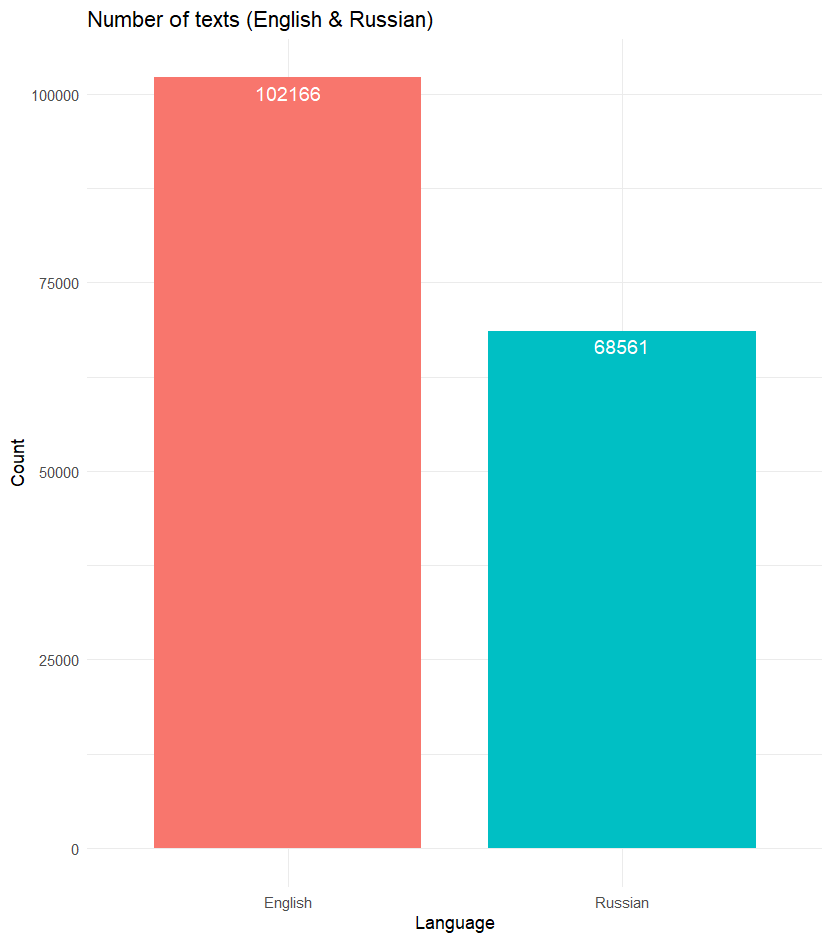 Number of texts (English & Russian)
100000
102166
75000
68561
50000
Count
25000
0
English
Russian
Language